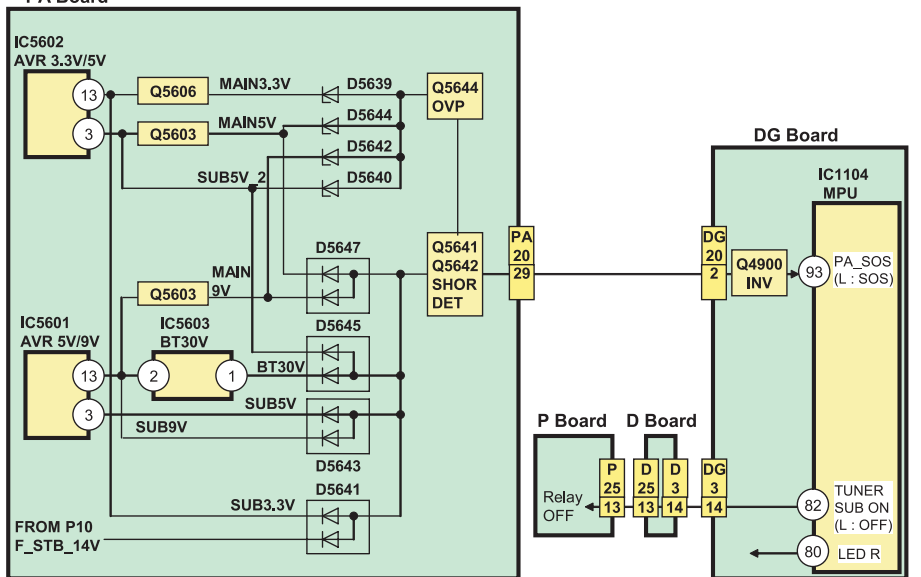 IC5602
AVR 3.3V/5V
13
3
Q5606
MAIN3.3V
D5639
Q5603
MAIN5V
D5644
D5642
SUB5V_2
D5640
Q5644
OVP
D5647
MAIN
9V
Q5603
Q5641
Q5642
SHOR
DET
PA
20
29
IC5601
AVR 5V/9V
13
3
IC5603
BT30V
2
1
D5645
BT30V
SUB5V
SUB9V
D5643
D5641
SUB3.3V
FROM P10
F_STB_14V
DG Board
IC1104
MPU
DG
20
2
Q4900
INV
93
PA_SOS
(L : SOS)
P Board
D Board
Relay
OFF
P
25
13
D
25
13
D
3
14
DG
3
14
82
TUNER
SUB ON
(L : OFF)
80
LED R